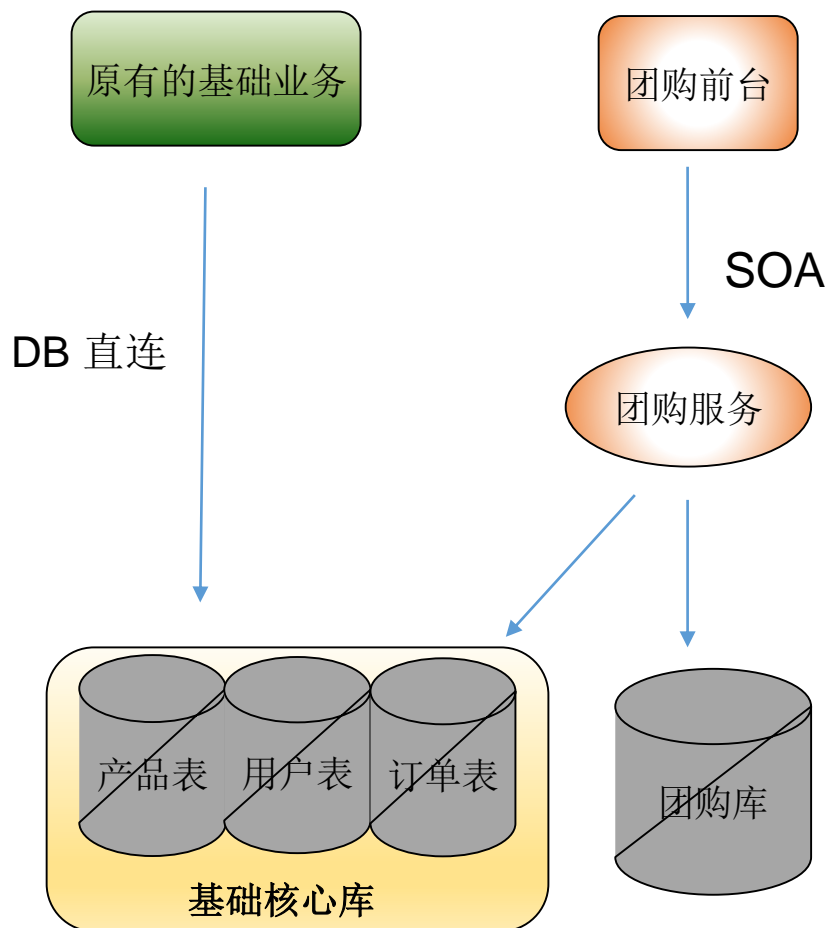 原有的基础业务
团购前台
SOA
DB 直连
团购服务
产品表
用户表
订单表
团购库
基础核心库